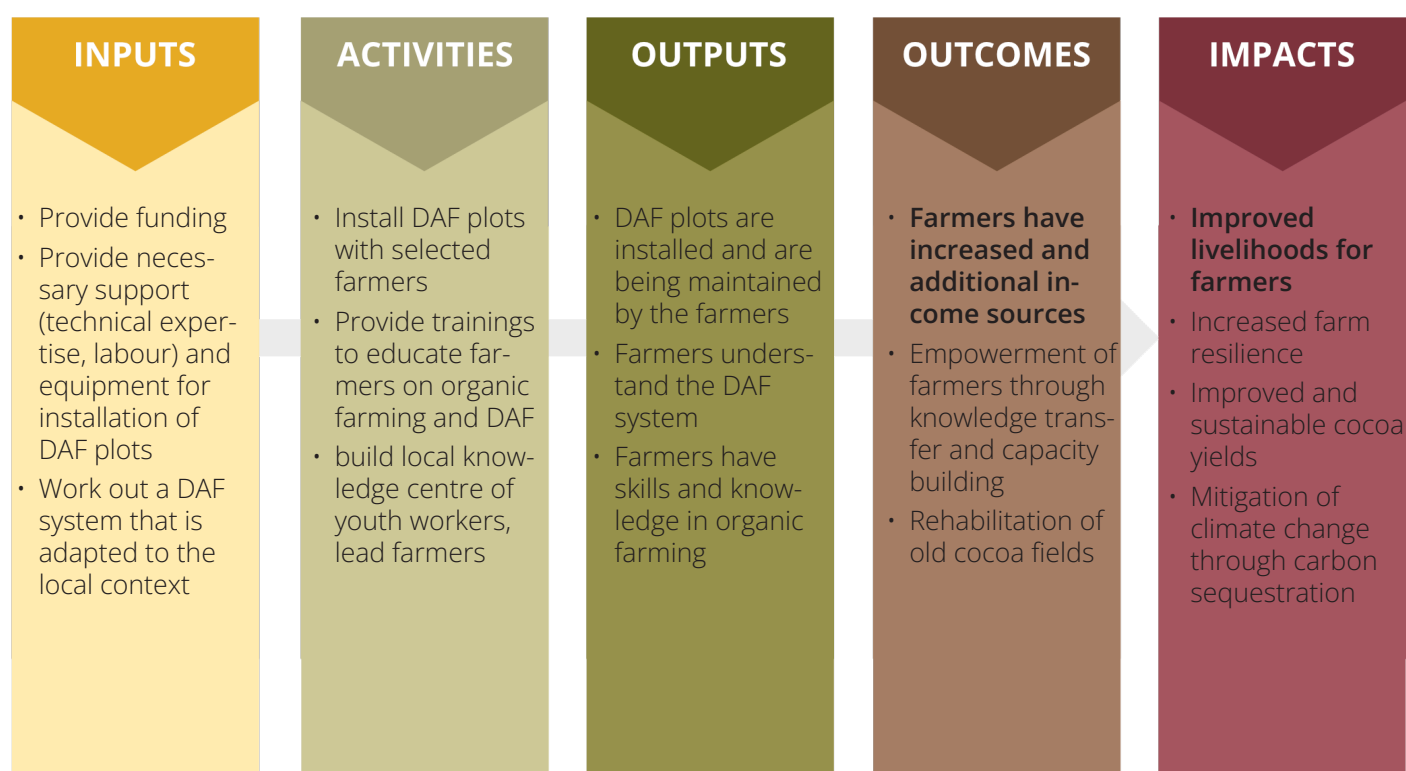 INPUTS
• Provide funding
• Provide neces-
sary support
(technical exper-
tise, labour) and
equipment for
installation of
DAF plots
• Work out a DAF
system that is
adapted to the
local context
ACTIVITIES
• Install DAF plots
with selected
farmers
• Provide trainings
to educate far-
mers on organic
farming and DAF
• build local know-
ledge centre of
youth workers,
lead farmers
OUTPUTS
• DAF plots are
installed and are
being maintained
by the farmers
• Farmers unders-
tand the DAF
system
• Farmers have
skills and know-
ledge in organic
farming
OUTCOMES
• Farmers have
increased and
additional in-
come sources
• Empowerment of
farmers through
knowledge trans-
fer and capacity
building
• Rehabilitation of
old cocoa fields
IMPACTS
• Improved
livelihoods for
farmers
• Increased farm
resilience
• Improved and
sustainable cocoa
yields
• Mitigation of
climate change
through carbon
sequestration